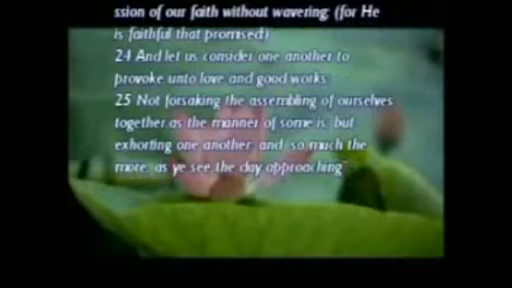 ssion of our faith without wavering; (for He
is faithful that promised)
24 And let us consider one another to
provoke unto love and good works:
25 Not forsaking the assembling of ourselves
together, as the manner of some is, but
exhorting one another, and, so much the
more, as ye see the day approaching"